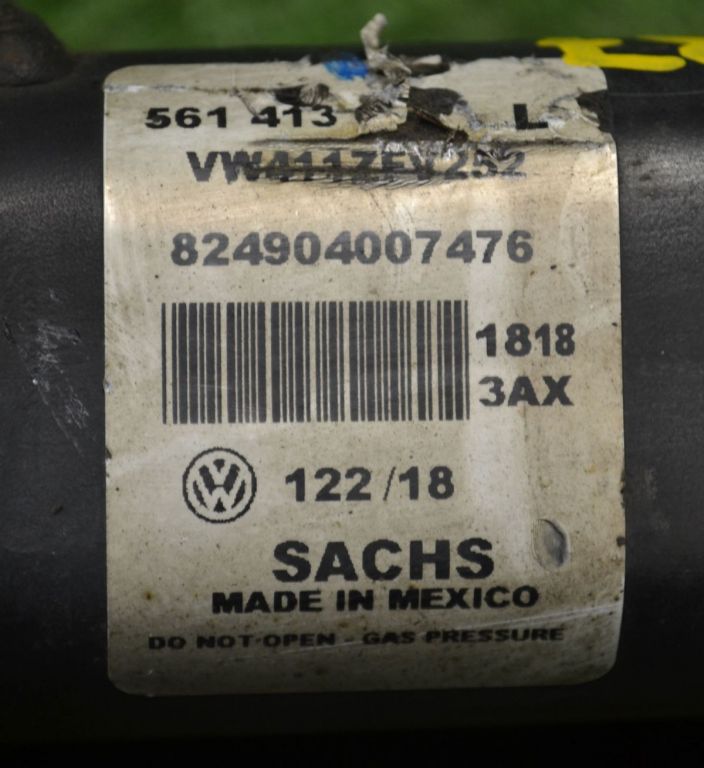 561 413 L
824904007476
1818
3AX
122/18
SACHS
MADE IN MEXICO
DO NOT OPEN - GAS PRESSURE